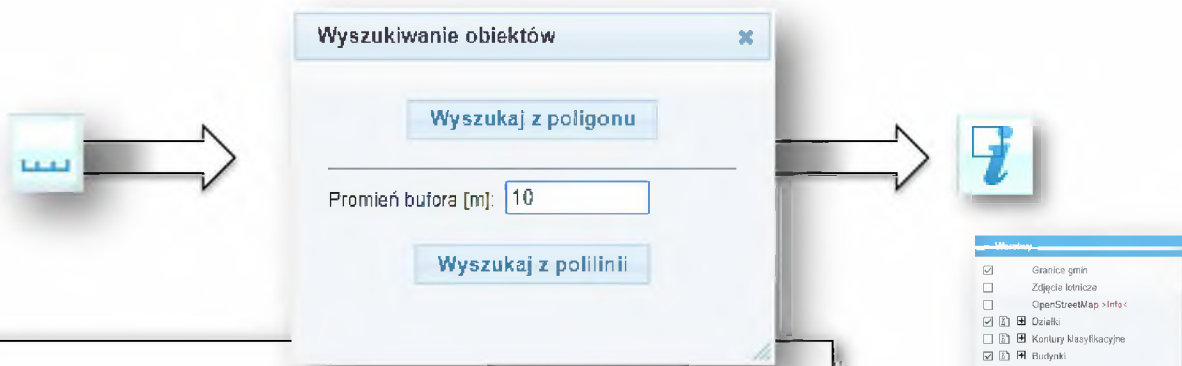 Wyszukiwanie obiektów
Wyszukaj z poligonu
Promień bufora [m]: 10
Wyszukaj z polilinii
Warstwy
Granice gmin
Zdjęcia lotnicze
OpenStreetMap >Info<
Działki
Kontury klasyfikacyjne
Budynki